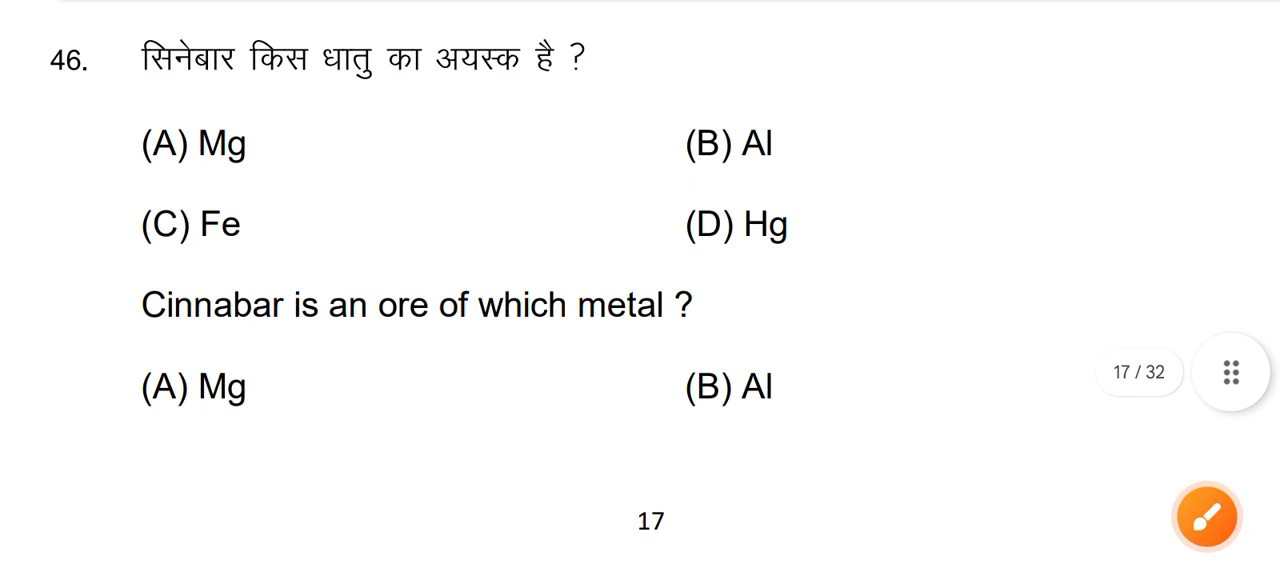 46. सिनेबार किस धातु का अयस्क है ?
(A) Mg (B) Al
(C) Fe (D) Hg
Cinnabar is an ore of which metal ?
17 / 32
(A) Mg (B) Al
17